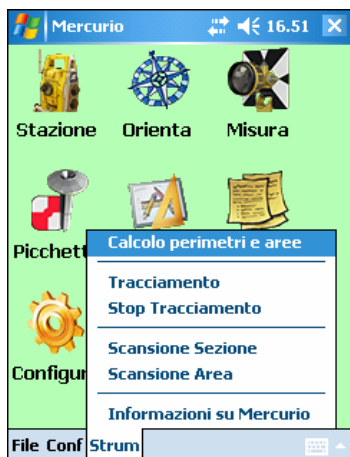 Mercurio 16.51
Stazione Orienta Misura
Picchett
Calcolo perimetri e aree
Tracciamento
Stop Tracciamento
Scansione Sezione
Configur
Scansione Area
Informazioni su Mercurio
File Conf Strum